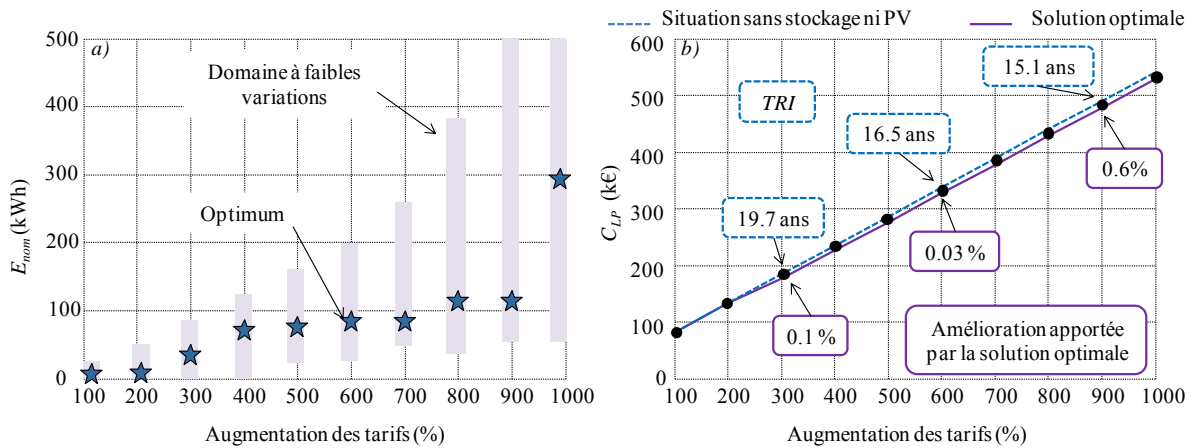 a)
Domaine à faibles
variations
Optimum
E_nom (kWh)
500
400
300
200
100
0
100 200 300 400 500 600 700 800 900 1000
Augmentation des tarifs (%)
Situation sans stockage ni PV
Solution optimale
b)
15.1 ans
TRI
16.5 ans
19.7 ans
0.6%
0.03 %
0.1 %
Amélioration apportée
par la solution optimale
C_LP (k€)
600
500
400
300
200
100
0
100 200 300 400 500 600 700 800 900 1000
Augmentation des tarifs (%)